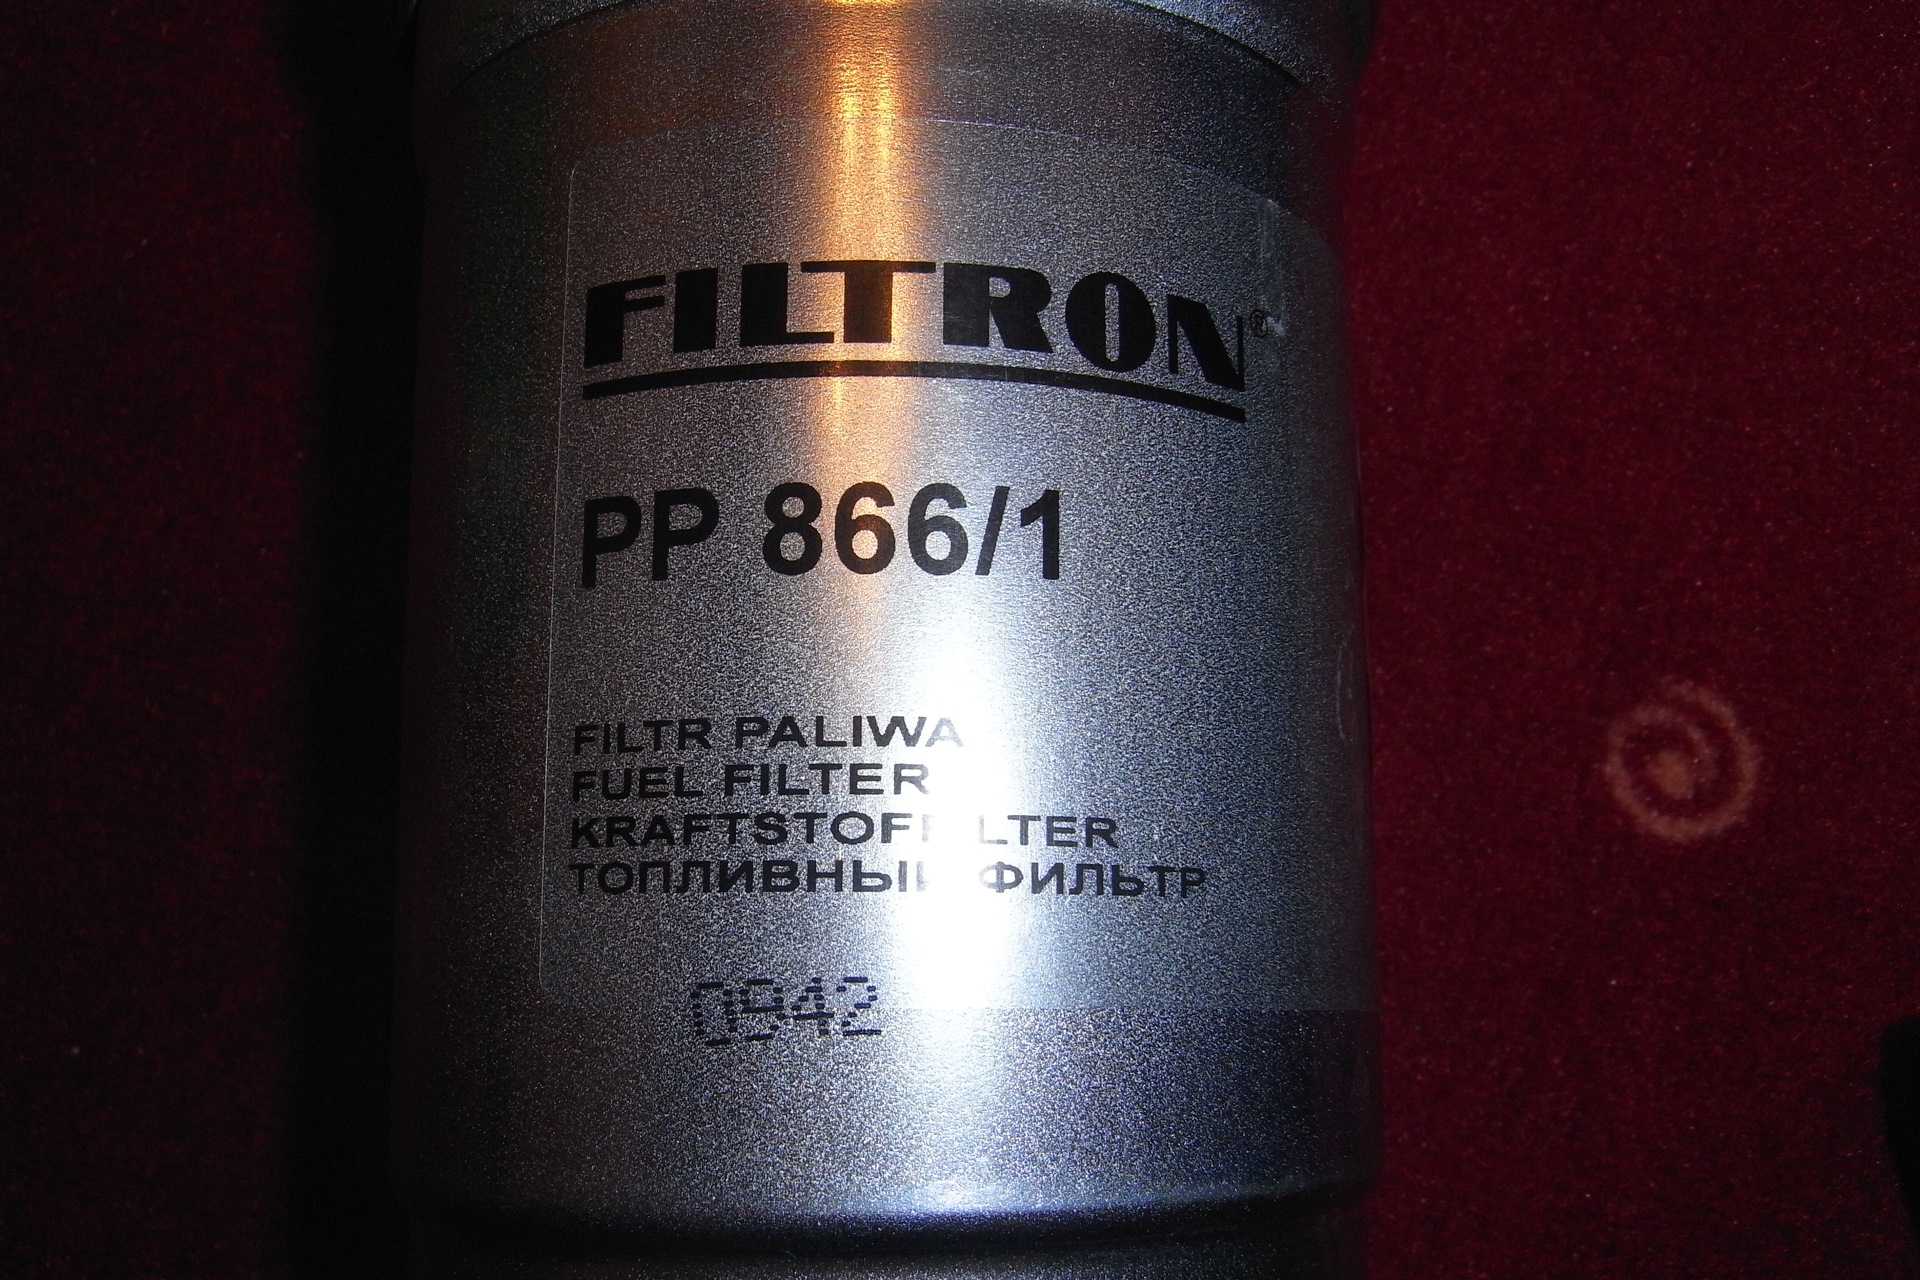 FILTRON®
PP 866/1
FILTR PALIWA
FUEL FILTER
KRAFTSTOFFILTER
ТОПЛИВНЫЙ ФИЛЬТР
0842